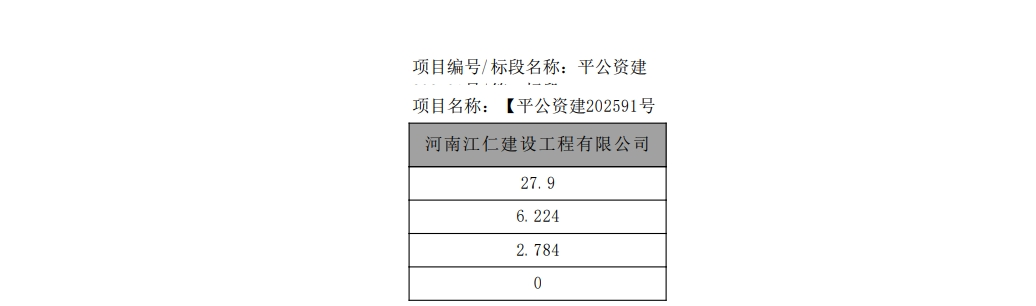 项目编号/标段名称：平公资建
项目名称：【平公资建202591号
河南江仁建设工程有限公司
27.9
6.224
2.784
0